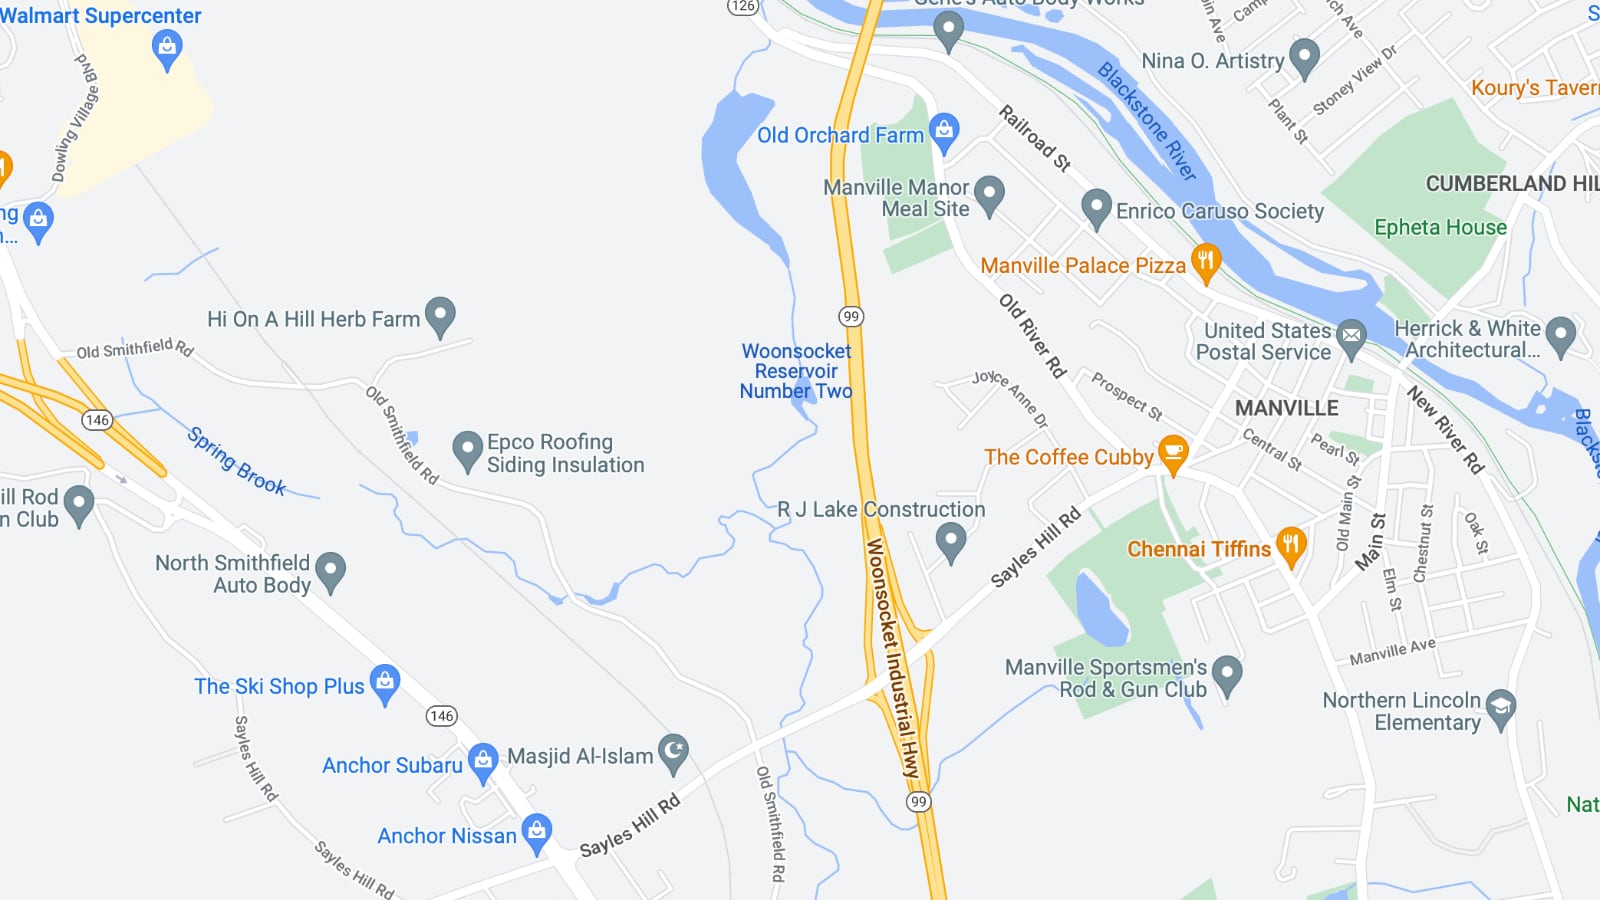 Walmart Supercenter
126
Gene's Auto Body Works
Camp
Nina O. Artistry
Stoney View Dr
Koury's Tavern
Dowling Village Blvd
Plant St
Blackstone River
Railroad St
Old Orchard Farm
CUMBERLAND HIL
Manville Manor
Meal Site
Enrico Caruso Society
Epheta House
Manville Palace Pizza
Hi On A Hill Herb Farm
99
Old River Rd
United States
Postal Service
Herrick & White
Architectural...
Old Smithfield Rd
Woonsocket
Reservoir
Number Two
Joyce Anne Dr
Prospect St
MANVILLE
New River Rd
146
Old Smithfield Rd
Spring Brook
Epco Roofing
Siding Insulation
The Coffee Cubby
Central St
Pearl St
ill Rod
n Club
R J Lake Construction
Sayles Hill Rd
Old Main St
Main St
Chestnut St
Oak St
Elm St
Chennai Tiffins
North Smithfield
Auto Body
Woonsocket Industrial Hwy
Manville Ave
Manville Sportsmen's
Rod & Gun Club
Northern Lincoln
Elementary
The Ski Shop Plus
146
Sayles Hill Rd
Anchor Subaru
Masjid Al-Islam
99
Nat
Old Smithfield Rd
Anchor Nissan
Sayles Hill Rd
Sayles Hill Rd